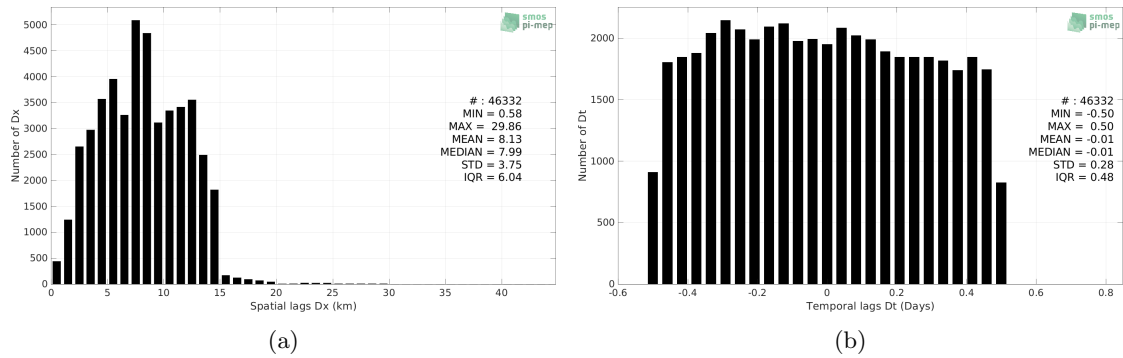 smos
pi-mep
5000
4500
4000
3500
3000
2500
2000
1500
1000
500
0
Number of Dx
# : 46332
MIN = 0.58
MAX = 29.86
MEAN = 8.13
MEDIAN = 7.99
STD = 3.75
IQR = 6.04
0 5 10 15 20 25 30 35 40
Spatial lags Dx (km)
(a)
smos
pi-mep
2000
1500
1000
500
0
Number of Dt
# : 46332
MIN = -0.50
MAX = 0.50
MEAN = -0.01
MEDIAN = -0.01
STD = 0.28
IQR = 0.48
-0.6 -0.4 -0.2 0 0.2 0.4 0.6 0.8
Temporal lags Dt (Days)
(b)